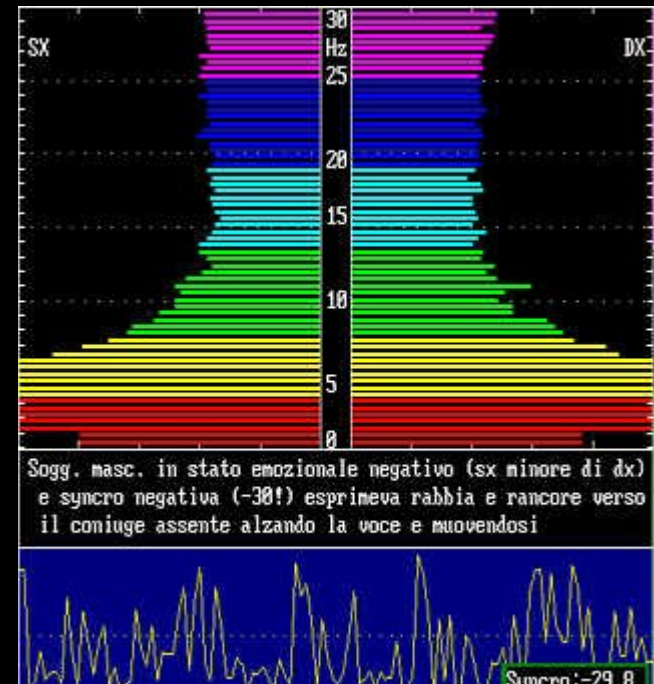 30
SX
Hz
DX
25
20
15
10
5
0
Sogg. masc. in stato emozionale negativo (sx minore di dx)
e syncro negativa (-30!) esprimeva rabbia e rancore verso
il coniuge assente alzando la voce e muovendosi
Syncro:-29.8